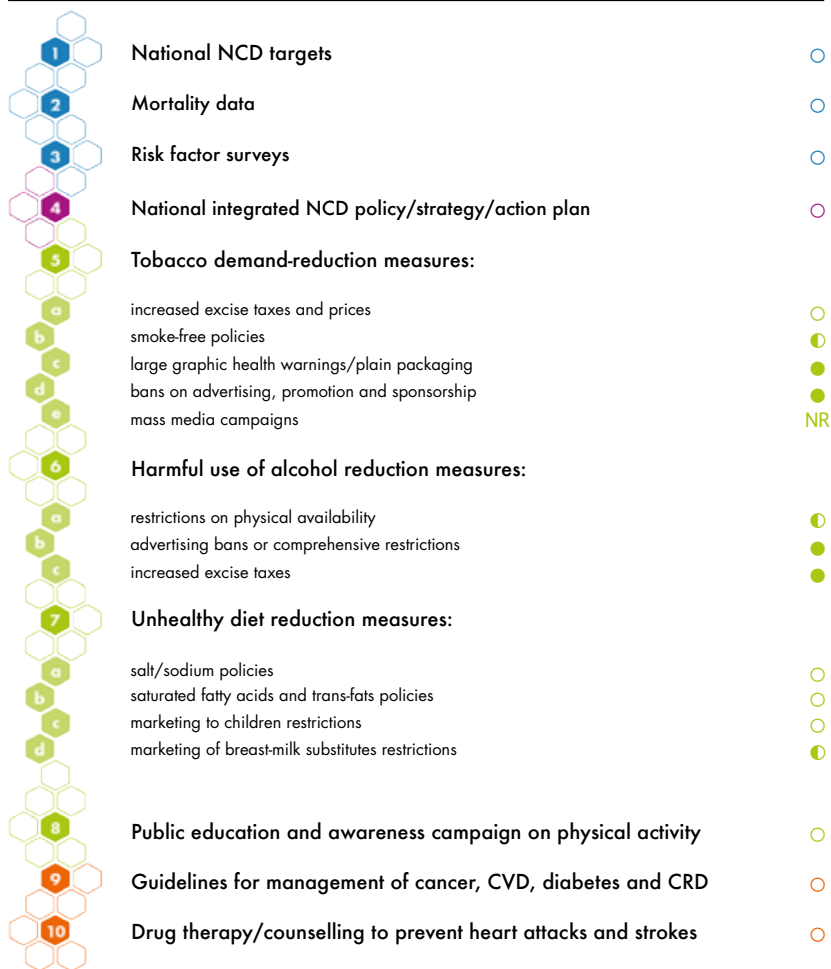 1 National NCD targets
2 Mortality data
3 Risk factor surveys
4 National integrated NCD policy/strategy/action plan
5 Tobacco demand-reduction measures:
a increased excise taxes and prices
b smoke-free policies
c large graphic health warnings/plain packaging
d bans on advertising, promotion and sponsorship
e mass media campaigns NR
6 Harmful use of alcohol reduction measures:
a restrictions on physical availability
b advertising bans or comprehensive restrictions
c increased excise taxes
7 Unhealthy diet reduction measures:
a salt/sodium policies
b saturated fatty acids and trans-fats policies
c marketing to children restrictions
d marketing of breast-milk substitutes restrictions
8 Public education and awareness campaign on physical activity
9 Guidelines for management of cancer, CVD, diabetes and CRD
10 Drug therapy/counselling to prevent heart attacks and strokes